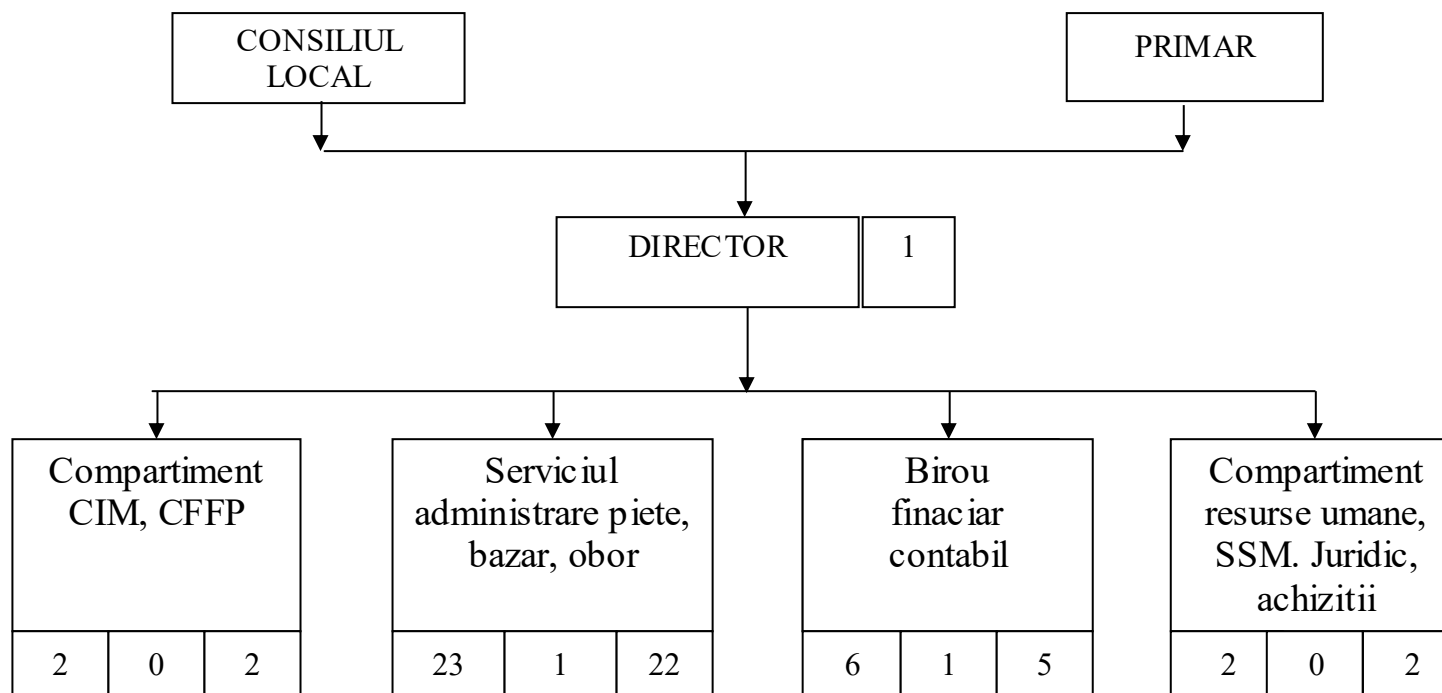 CONSILIUL
LOCAL
PRIMAR
DIRECTOR
1
Compartiment
CIM, CFFP
2 0 2
Serviciul
administrare piete,
bazar, obor
23 1 22
Birou
finaciar
contabil
6 1 5
Compartiment
resurse umane,
SSM. Juridic,
achizitii
2 0 2